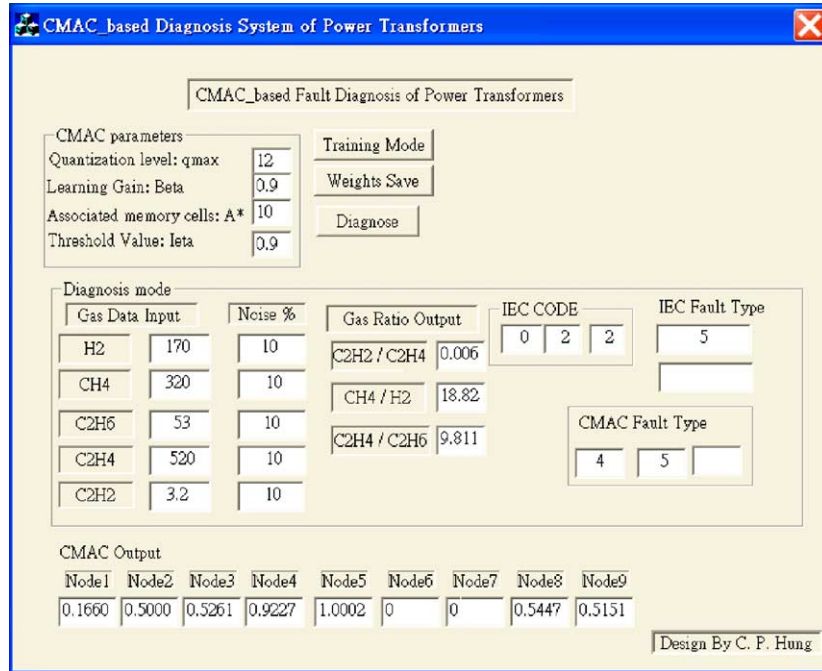 CMAC_based Diagnosis System of Power Transformers
CMAC_based Fault Diagnosis of Power Transformers
CMAC parameters
Quantization level: qmax 12
Learning Gain: Beta 0.9
Associated memory cells: A* 10
Threshold Value: Ieta 0.9
Training Mode
Weights Save
Diagnose
Diagnosis mode
Gas Data Input Noise %
H2 170 10
CH4 320 10
C2H6 53 10
C2H4 520 10
C2H2 3.2 10
Gas Ratio Output
C2H2 / C2H4 0.006
CH4 / H2 18.82
C2H4 / C2H6 9.811
IEC CODE
0 2 2
IEC Fault Type
5
CMAC Fault Type
4 5
CMAC Output
Node1 Node2 Node3 Node4 Node5 Node6 Node7 Node8 Node9
0.1660 0.5000 0.5261 0.9227 1.0002 0 0 0.5447 0.5151
Design By C. P. Hung